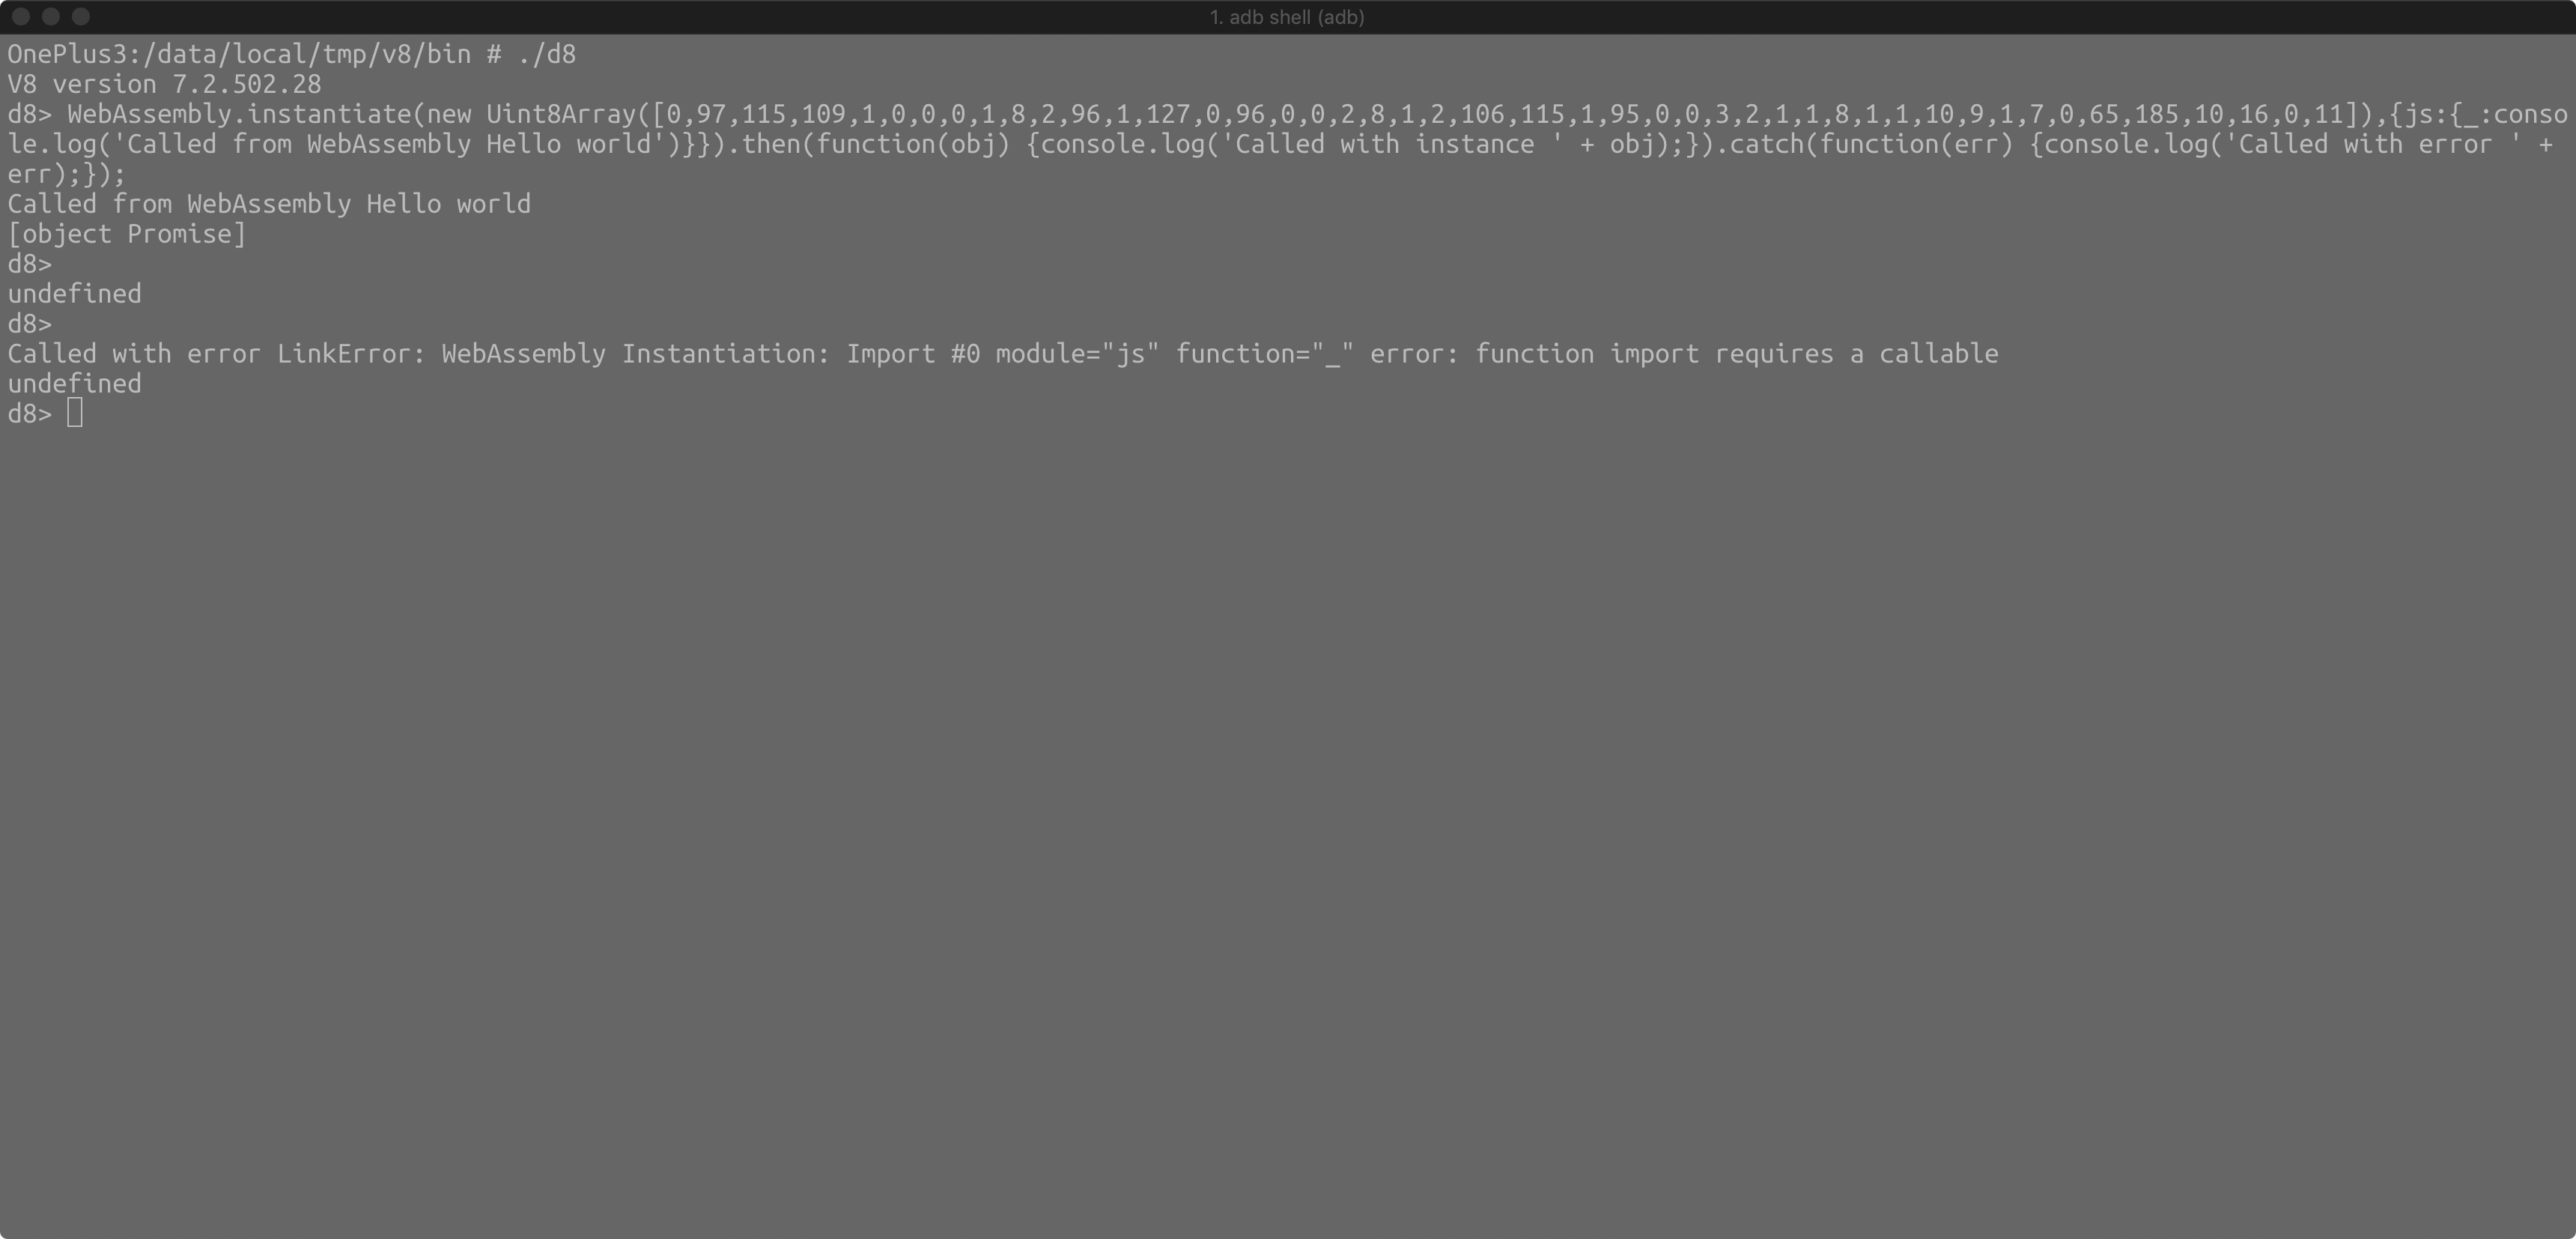 1. adb shell (adb)
OnePlus3:/data/local/tmp/v8/bin # ./d8
V8 version 7.2.502.28
d8> WebAssembly.instantiate(new Uint8Array([0,97,115,109,1,0,0,0,1,8,2,96,1,127,0,96,0,0,2,8,1,2,106,115,1,95,0,0,3,2,1,1,8,1,1,10,9,1,7,0,65,185,10,16,0,11]),{js:{_:conso
le.log('Called from WebAssembly Hello world')}}).then(function(obj) {console.log('Called with instance ' + obj);}).catch(function(err) {console.log('Called with error ' +
err);});
Called from WebAssembly Hello world
[object Promise]
d8>
undefined
d8>
Called with error LinkError: WebAssembly Instantiation: Import #0 module="js" function="_" error: function import requires a callable
undefined
d8>